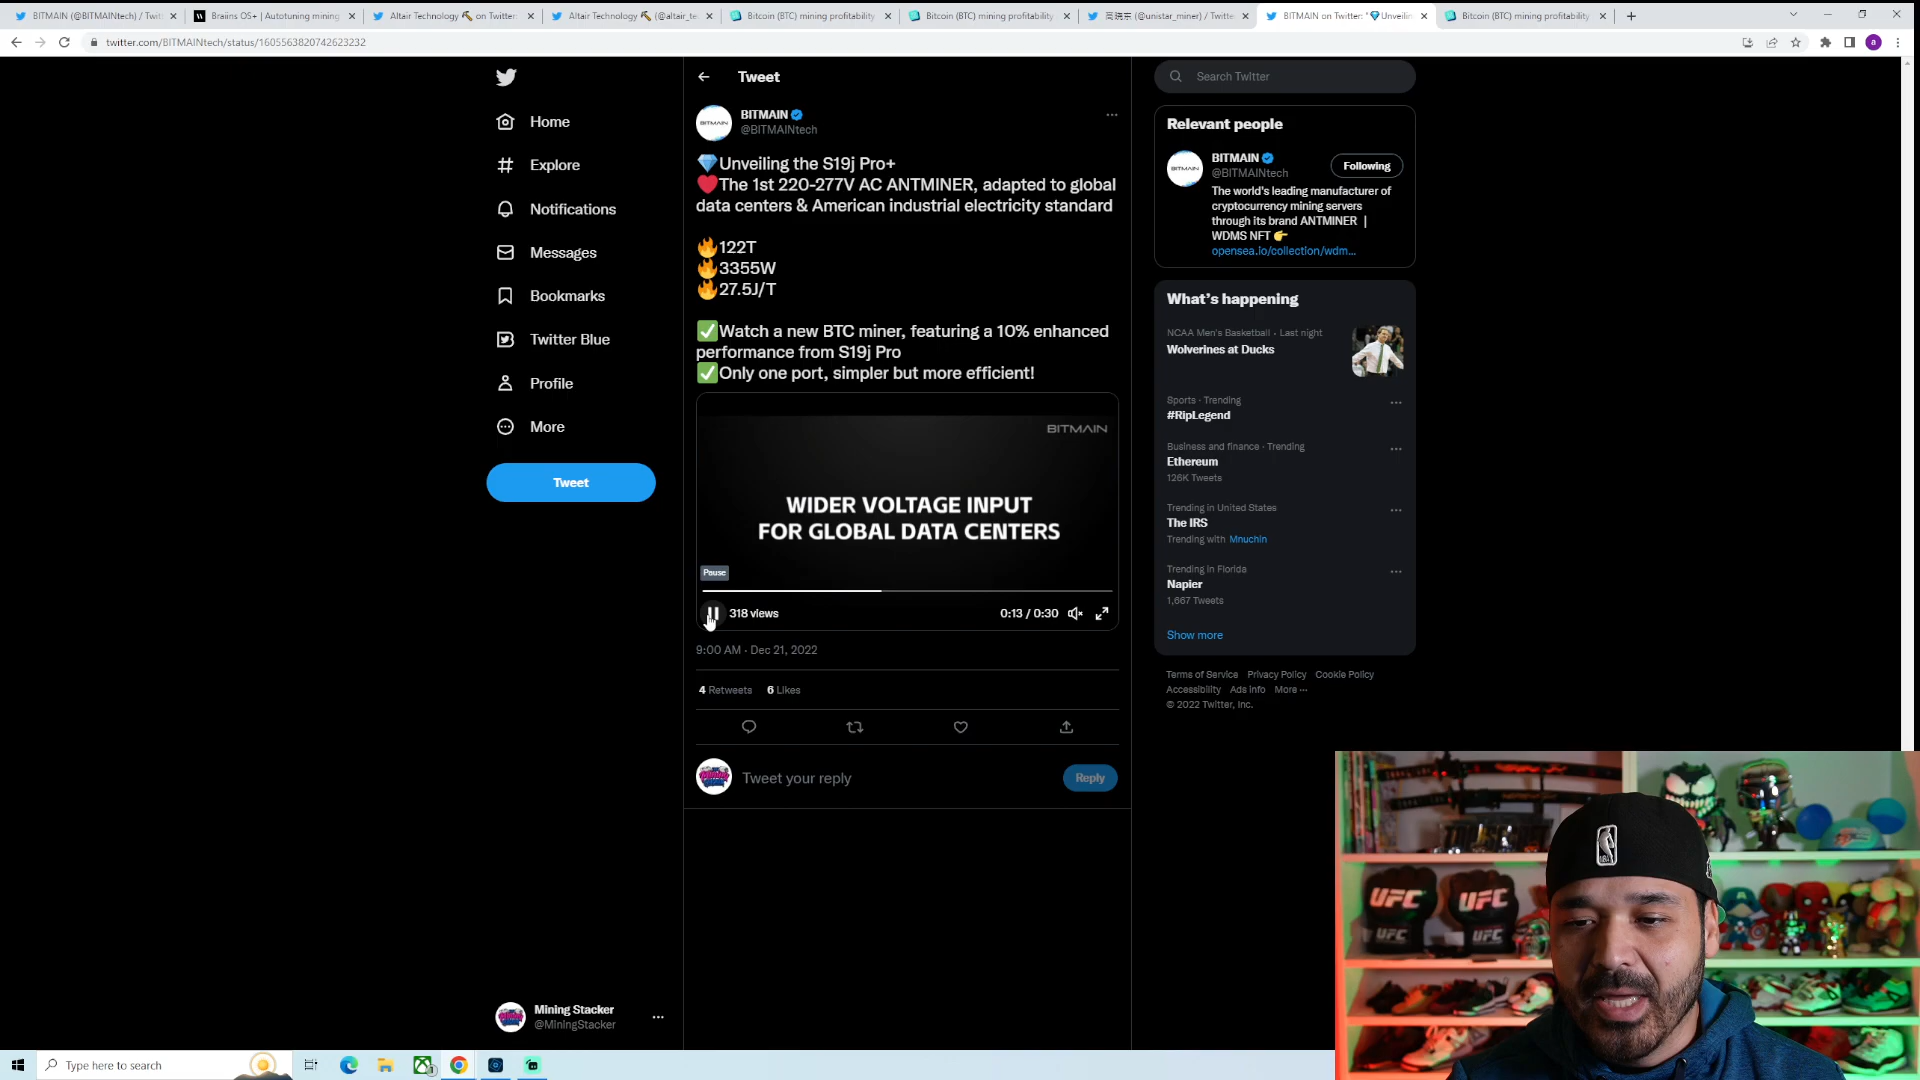 BITMAIN (@BITMAINtech) / Twitt
Braiins OS+ | Autotuning mining
Altair Technology ⛏ on Twitter:
Altair Technology ⛏ (@altair_te
Bitcoin (BTC) mining profitability
Bitcoin (BTC) mining profitability
(@unistar_miner) / Twitte
BITMAIN on Twitter: "💎Unveilin
Bitcoin (BTC) mining profitability
twitter.com/BITMAINtech/status/1605563820742623232
a
Home
Explore
Notifications
Messages
Bookmarks
Twitter Blue
Profile
More
Tweet
Mining Stacker
@MiningStacker
Tweet
BITMAIN
BITMAIN
@BITMAINtech
💎Unveiling the S19j Pro+
❤️The 1st 220-277V AC ANTMINER, adapted to global
data centers & American industrial electricity standard
🔥122T
🔥3355W
🔥27.5J/T
✅Watch a new BTC miner, featuring a 10% enhanced
performance from S19j Pro
✅Only one port, simpler but more efficient!
BITMAIN
WIDER VOLTAGE INPUT
FOR GLOBAL DATA CENTERS
Pause
318 views
0:13 / 0:30
9:00 AM · Dec 21, 2022
4 Retweets 6 Likes
Tweet your reply
Reply
Search Twitter
Relevant people
BITMAIN
BITMAIN
@BITMAINtech
Following
The world's leading manufacturer of
cryptocurrency mining servers
through its brand ANTMINER |
WDMS NFT 👉
opensea.io/collection/wdm...
What's happening
NCAA Men's Basketball · Last night
Wolverines at Ducks
Sports · Trending
#RipLegend
Business and finance · Trending
Ethereum
126K Tweets
Trending in United States
The IRS
Trending with Mnuchin
Trending in Florida
Napier
1,667 Tweets
Show more
Terms of Service Privacy Policy Cookie Policy
Accessibility Ads info More ···
© 2022 Twitter, Inc.
UFC
UFC
UFC
UFC
NBA
Type here to search